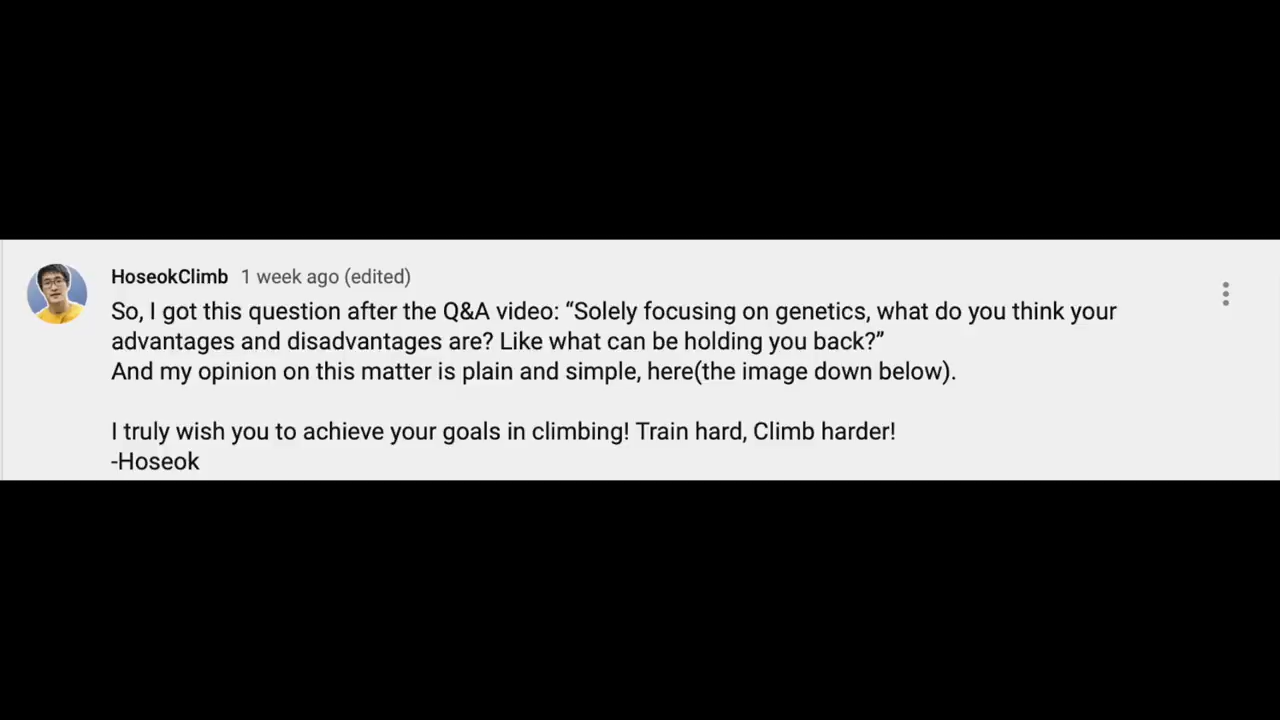 HoseokClimb 1 week ago (edited)
So, I got this question after the Q&A video: “Solely focusing on genetics, what do you think your
advantages and disadvantages are? Like what can be holding you back?”
And my opinion on this matter is plain and simple, here(the image down below).
I truly wish you to achieve your goals in climbing! Train hard, Climb harder!
-Hoseok